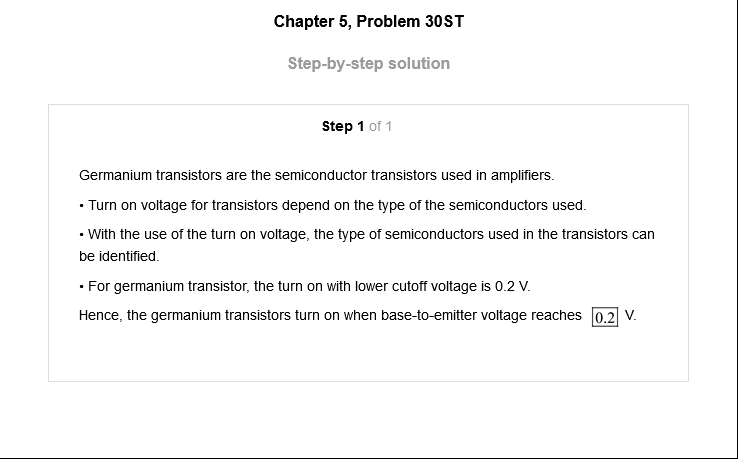 Chapter 5, Problem 30ST
Step-by-step solution
Step 1 of 1
Germanium transistors are the semiconductor transistors used in amplifiers.
• Turn on voltage for transistors depend on the type of the semiconductors used.
• With the use of the turn on voltage, the type of semiconductors used in the transistors can
be identified.
• For germanium transistor, the turn on with lower cutoff voltage is 0.2 V.
Hence, the germanium transistors turn on when base-to-emitter voltage reaches 0.2 V.